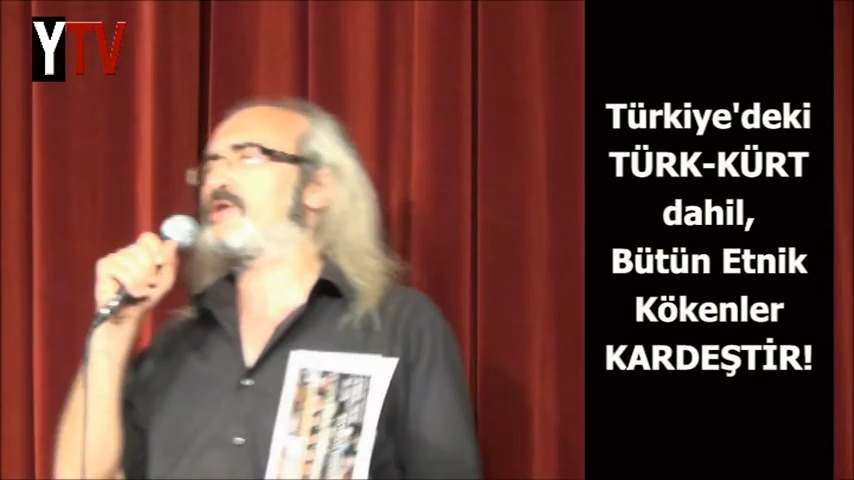 YTV
Türkiye'deki
TÜRK-KÜRT
dahil,
Bütün Etnik
Kökenler
KARDEŞTİR!